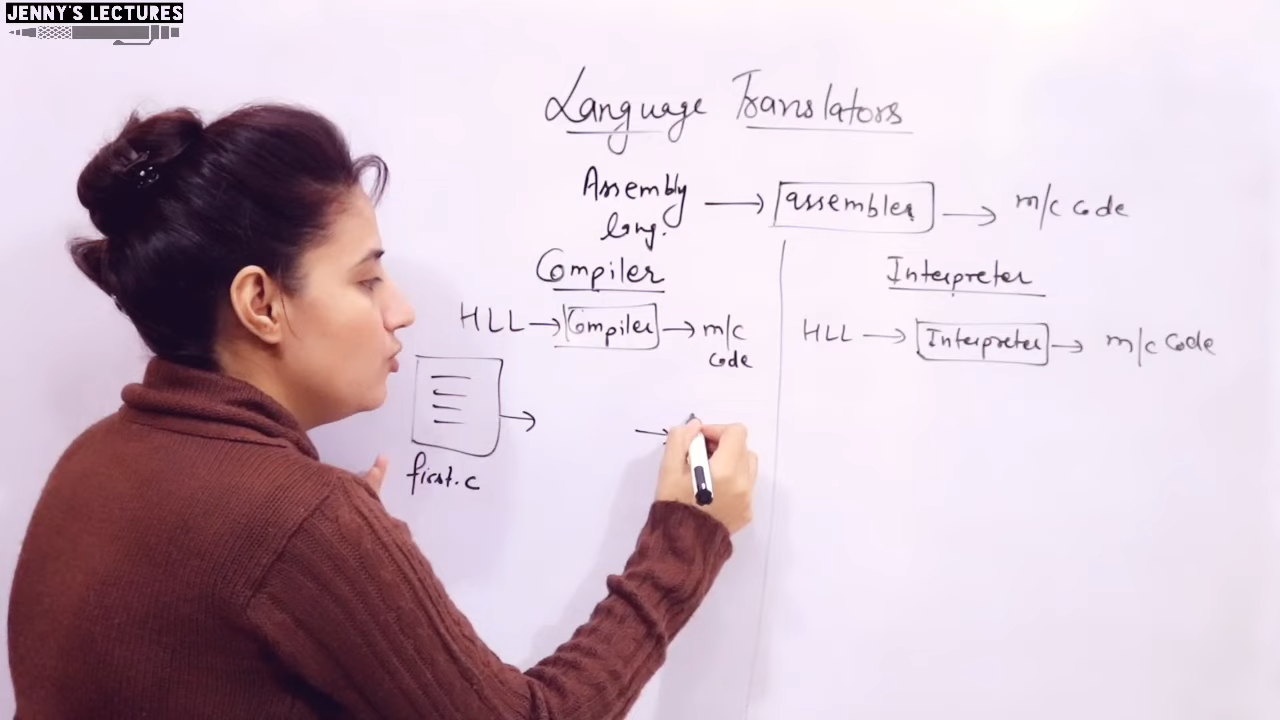 JENNY'S LECTURES
Language Translators
Assembly lang. → assembler → m/c code
Compiler
HLL → Compiler → m/c code
first.c
Interpreter
HLL → Interpreter → m/c code